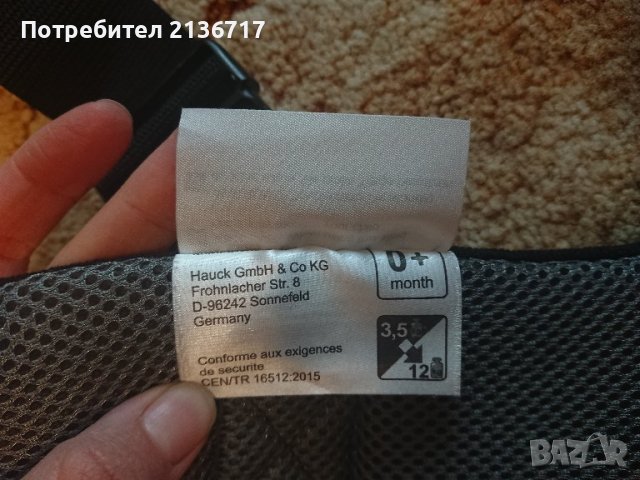 Потребител 2136717
Hauck GmbH & Co KG
Frohnlacher Str. 8
D-96242 Sonnefeld
Germany
0+
month
3,5
12
Conforme aux exigences
de securite
CEN/TR 16512:2015
BAZAR